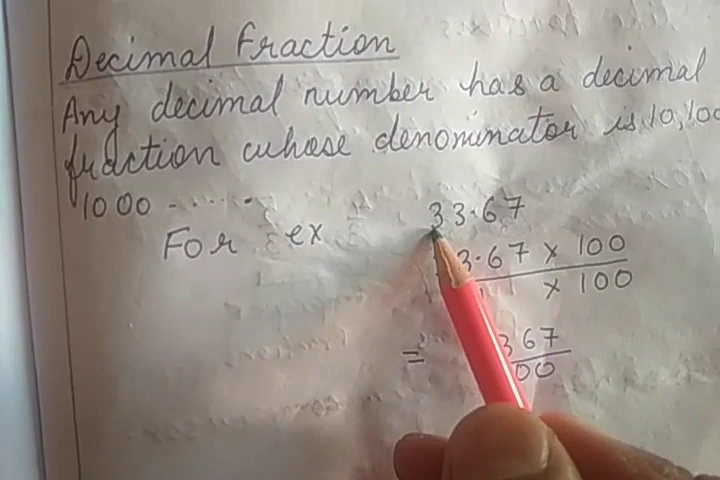 Decimal Fraction
Any decimal number has a decimal
fraction whose denominator is 10, 100
1000 - - - - -
For ex 33.67
3.67 x 100
x 100
= 367
00